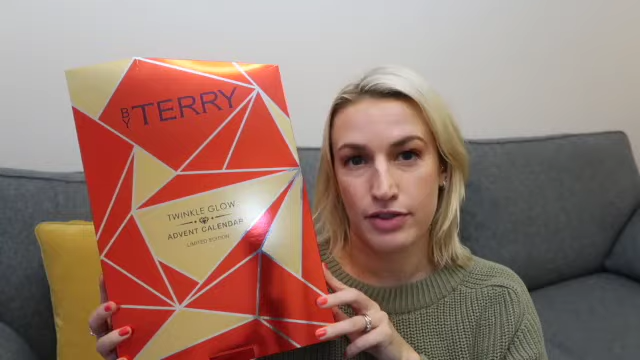 BY TERRY
TWINKLE GLOW
ADVENT CALENDAR
LIMITED EDITION